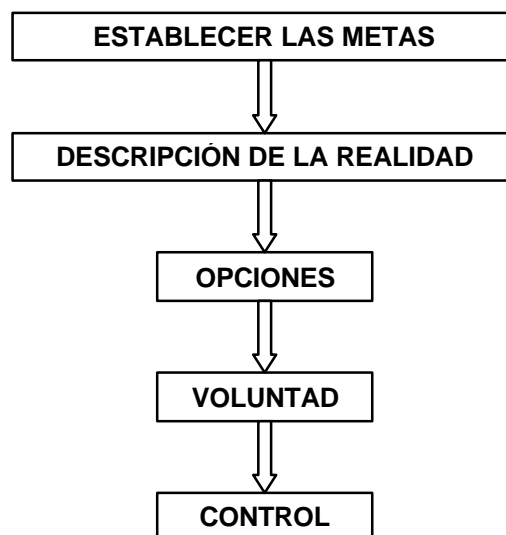 ESTABLECER LAS METAS
DESCRIPCIÓN DE LA REALIDAD
OPCIONES
VOLUNTAD
CONTROL